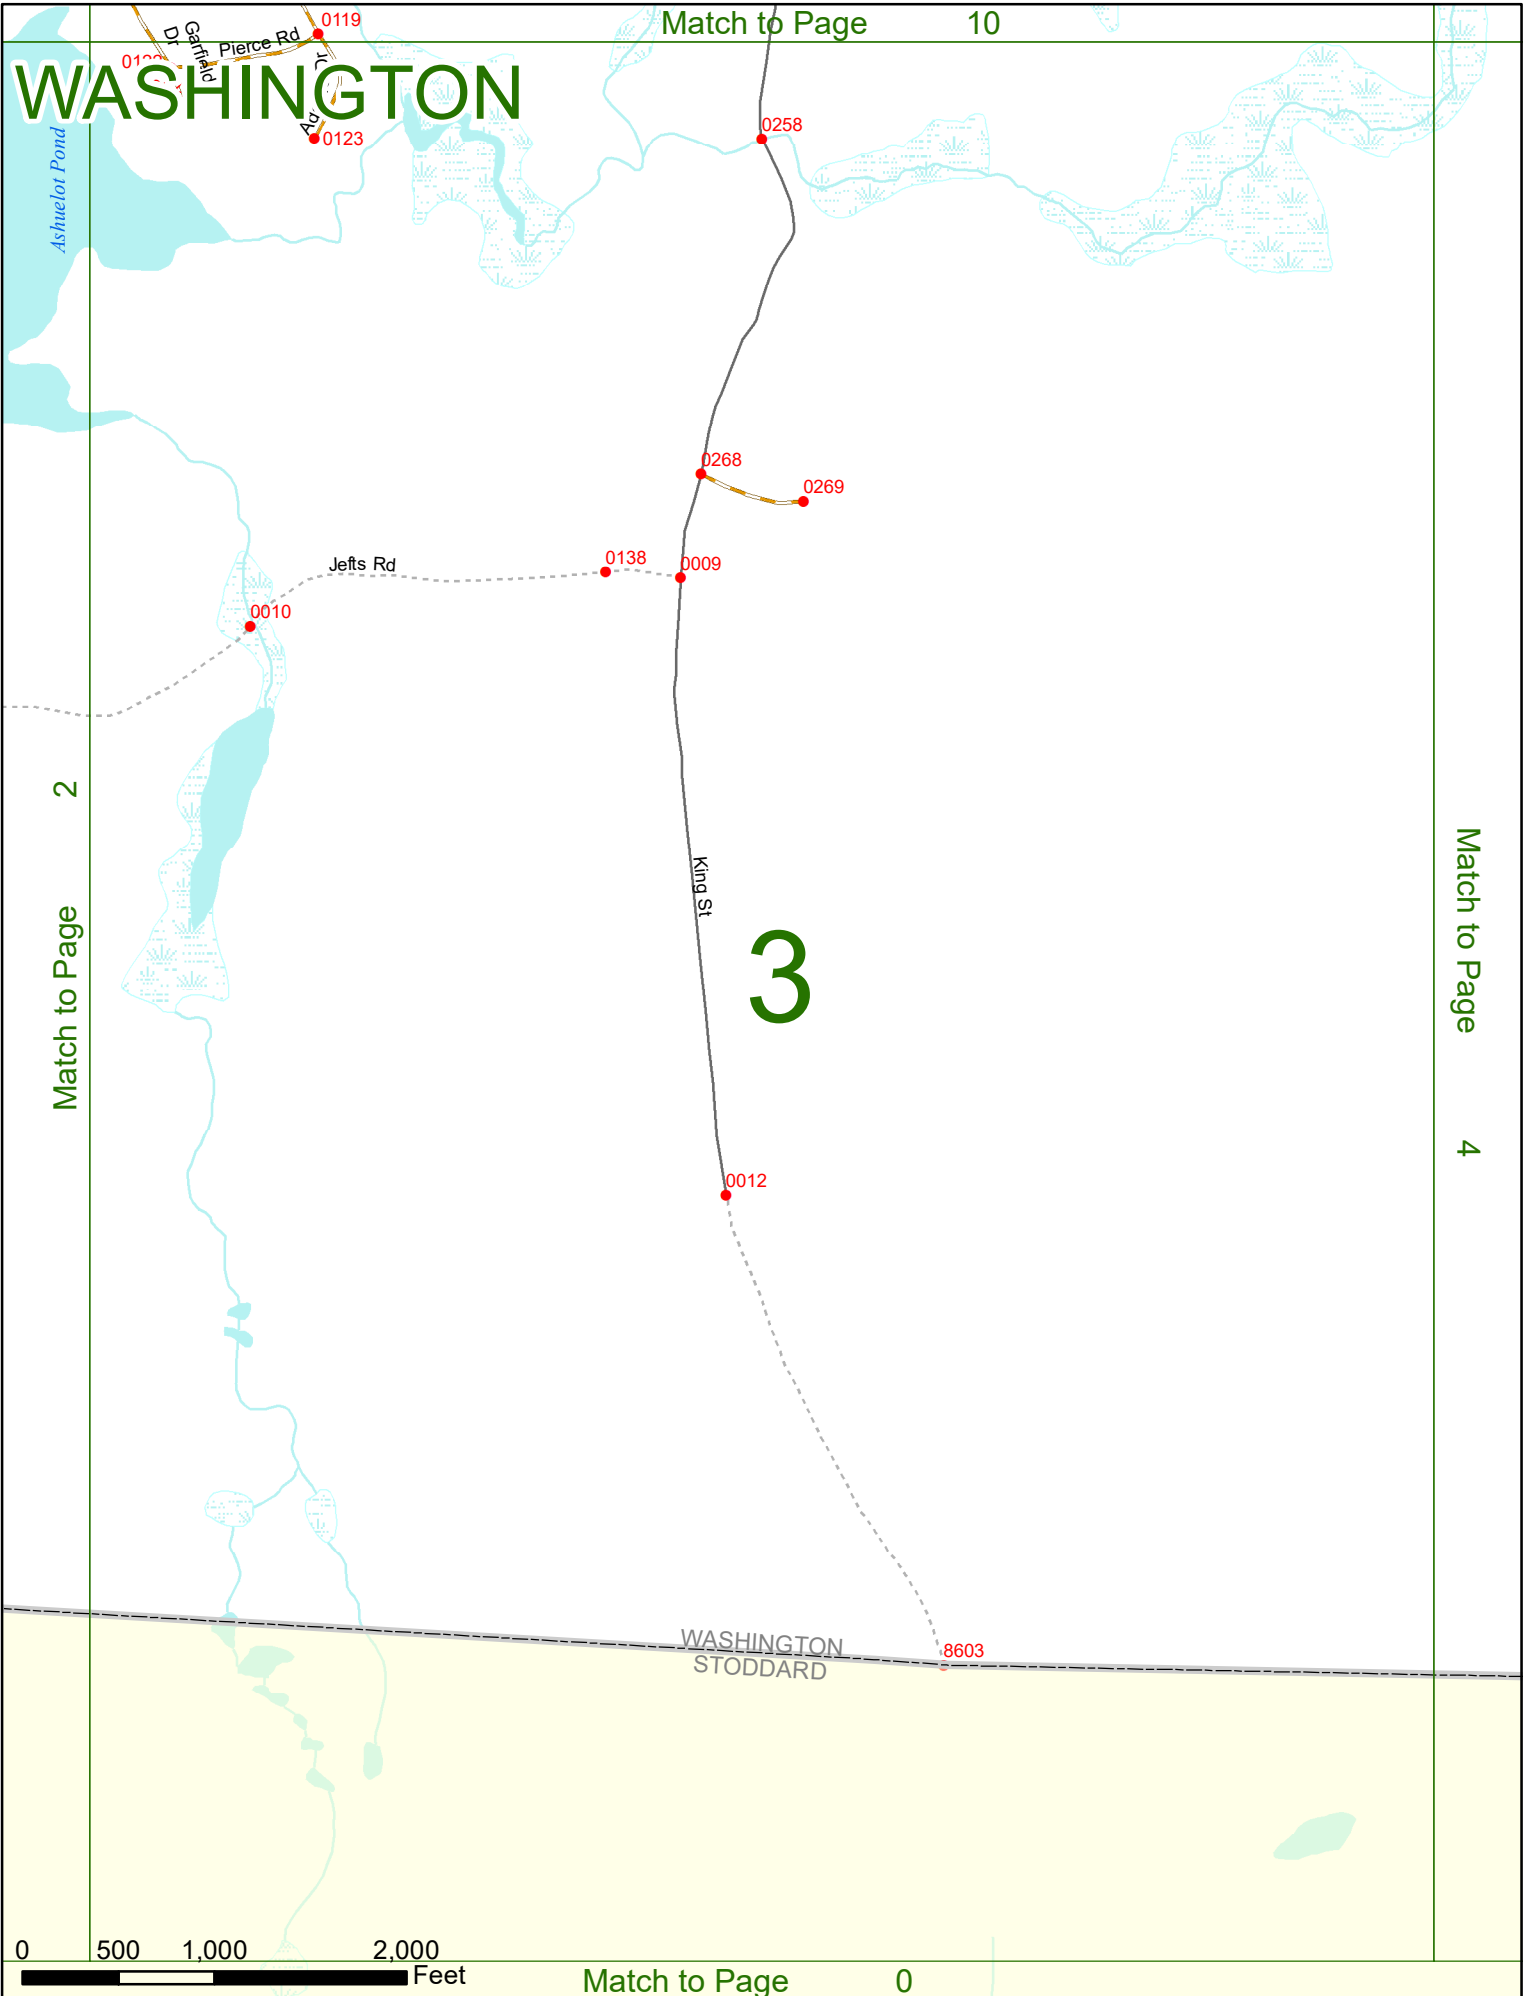 Match to Page 10
0119
Pierce Rd
Garfield
Dr
WASHINGTON
0123
0258
Ashuelot Pond
0268
0269
Jefts Rd
0138
0009
0010
2
Match to Page
King St
3
Match to Page
4
0012
8603
WASHINGTON
STODDARD
0 500 1,000 2,000
Feet
Match to Page 0